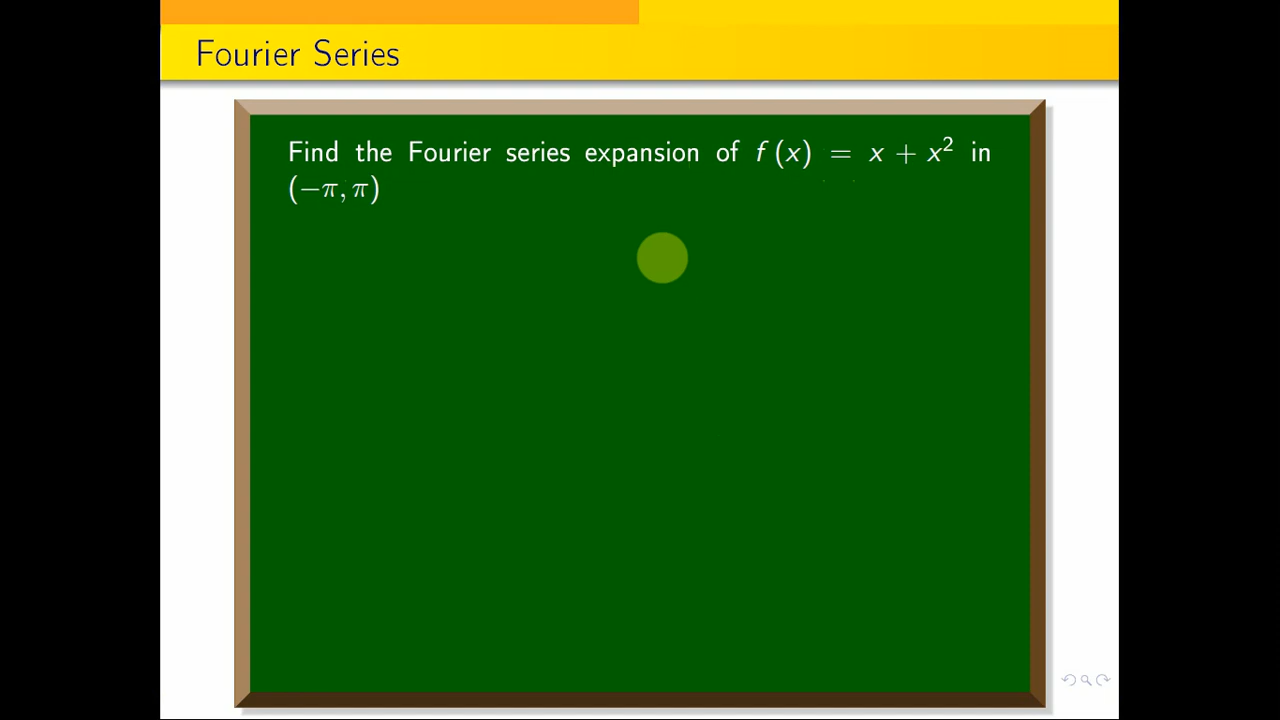 Fourier Series
Find the Fourier series expansion of f (x) = x + x² in
(−π, π)